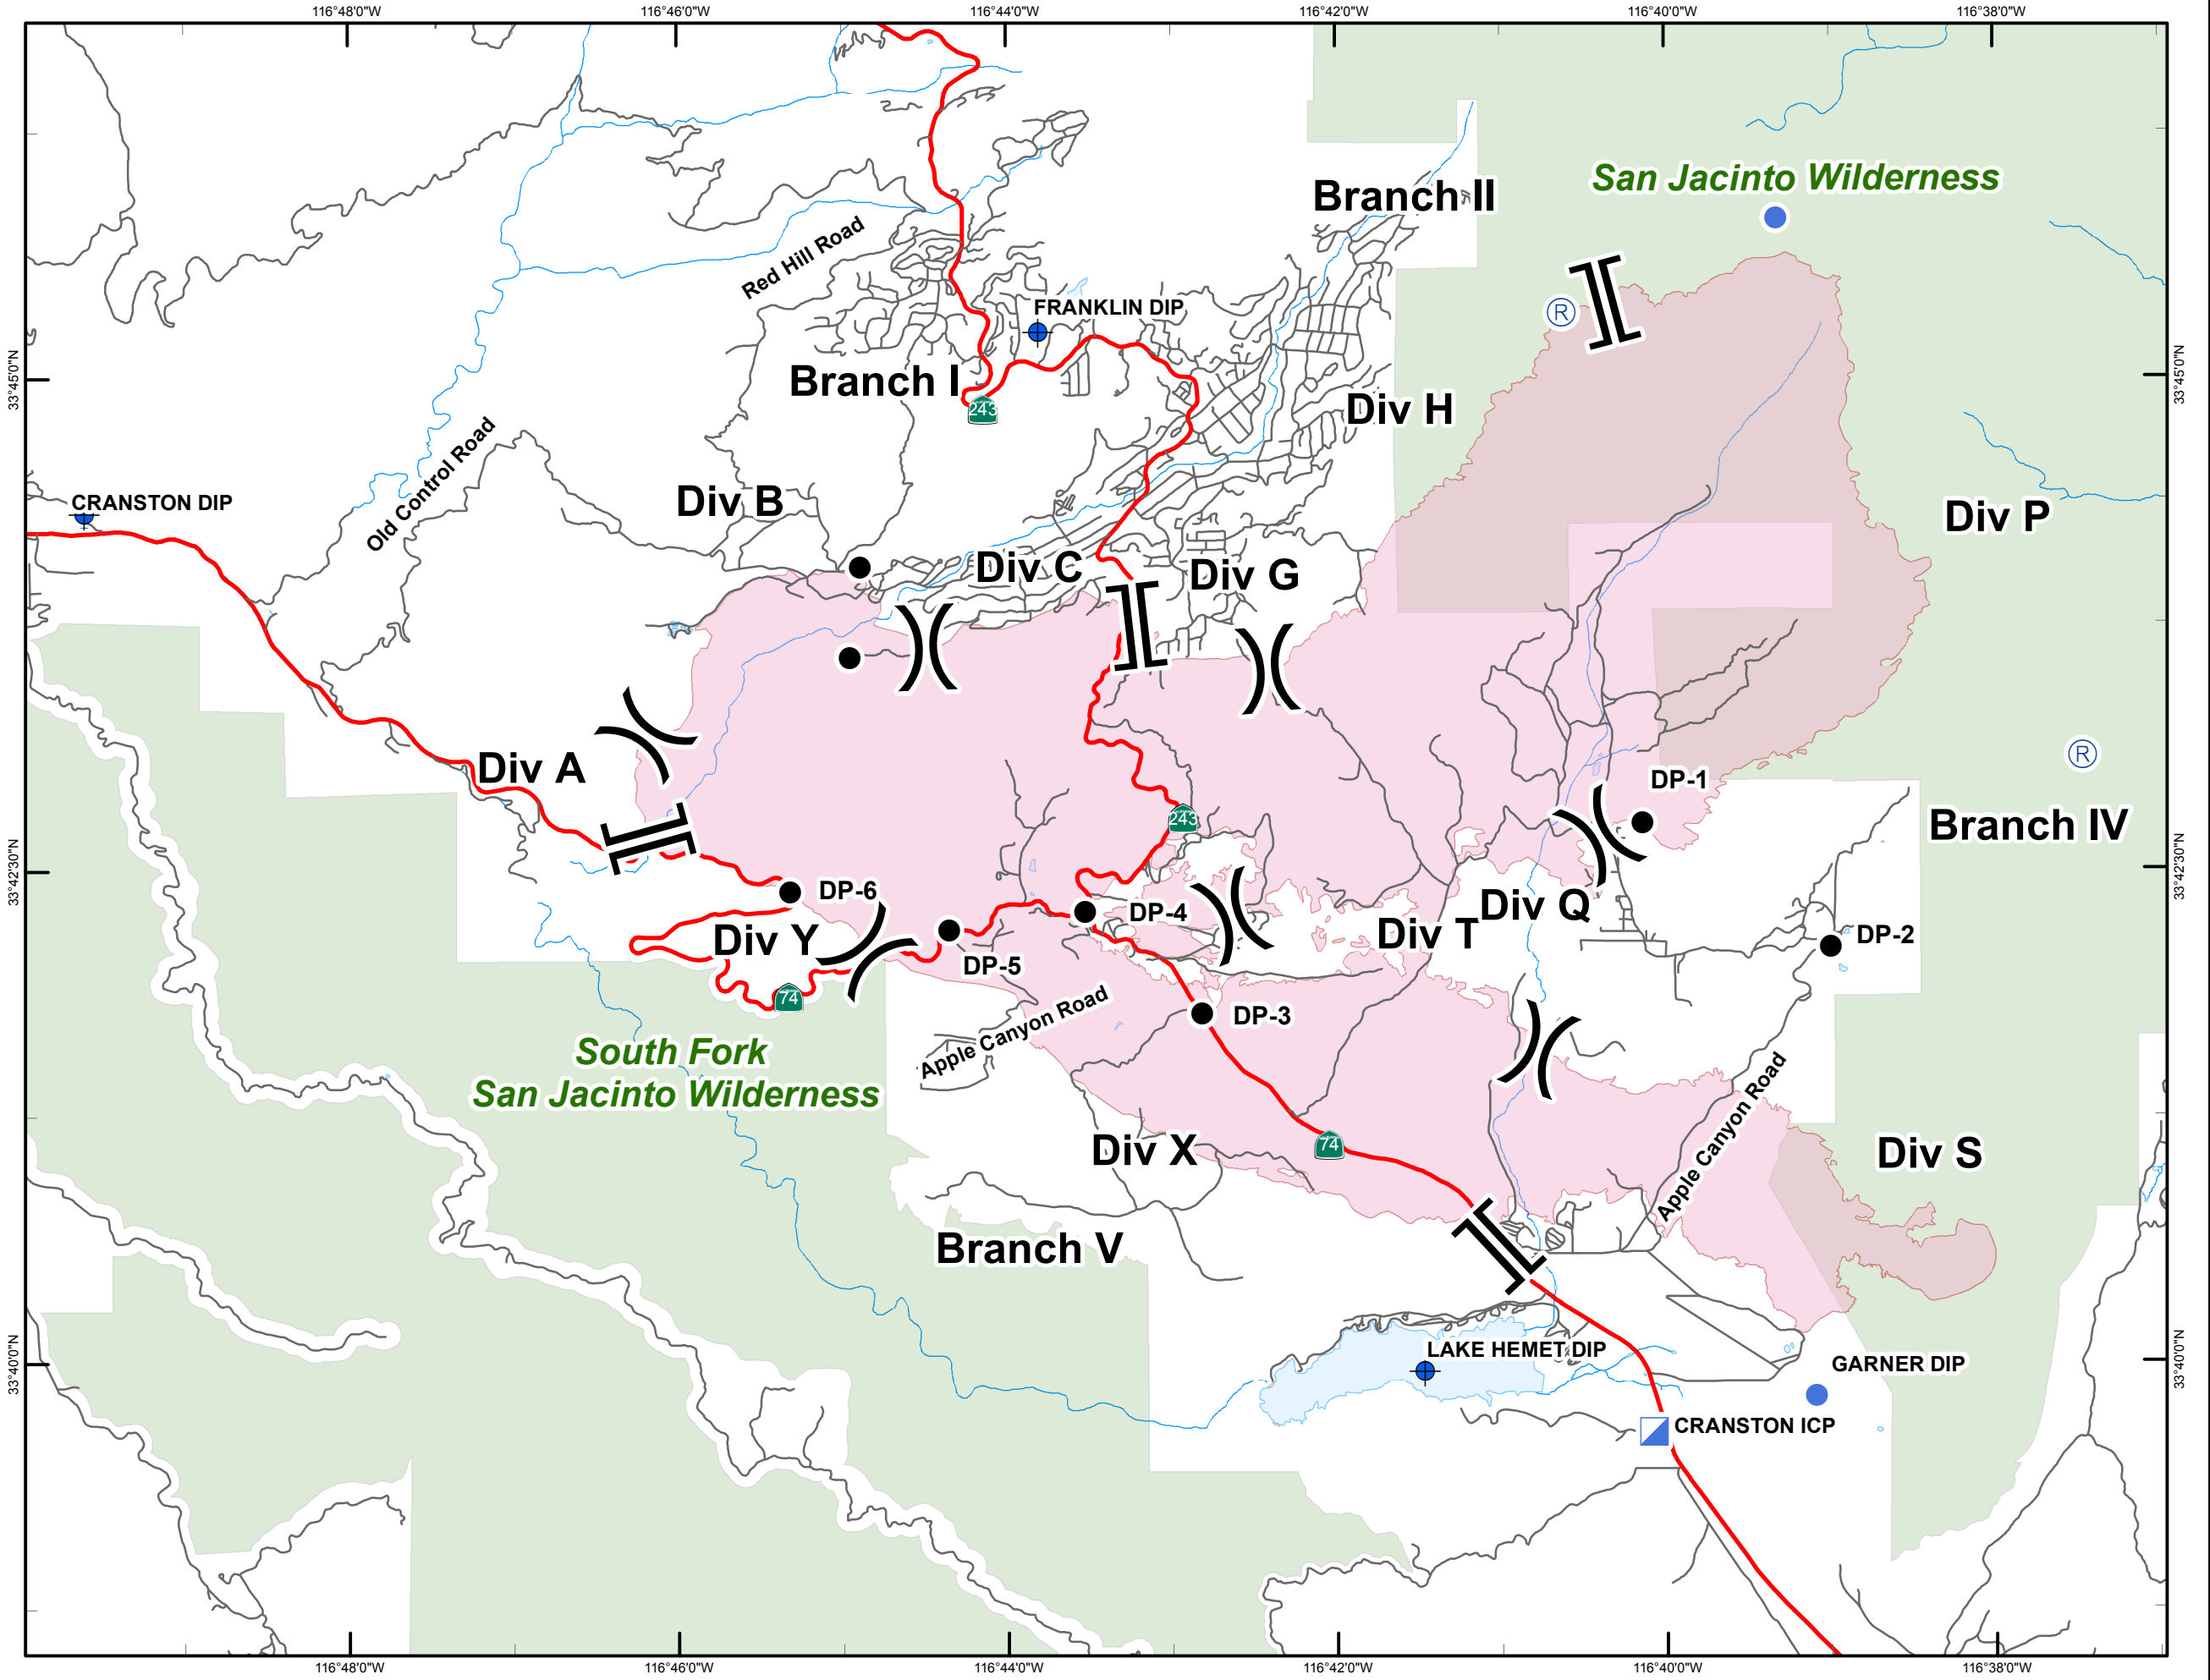 116°48'0"W
116°46'0"W
116°44'0"W
116°42'0"W
116°40'0"W
116°38'0"W
San Jacinto Wilderness
Branch II
Red Hill Road
FRANKLIN DIP
®
33°45'0"N
33°45'0"N
Branch I
243
Div H
Old Control Road
CRANSTON DIP
Div B
Div P
Div C
Div G
®
Div A
DP-1
243
Branch IV
33°42'30"N
33°42'30"N
DP-6
DP-4
Div Q
Div T
DP-2
Div Y
DP-5
74
DP-3
Apple Canyon Road
South Fork
San Jacinto Wilderness
Apple Canyon Road
74
Div X
Div S
Branch V
33°40'0"N
33°40'0"N
LAKE HEMET DIP
GARNER DIP
CRANSTON ICP
116°48'0"W
116°46'0"W
116°44'0"W
116°42'0"W
116°40'0"W
116°38'0"W